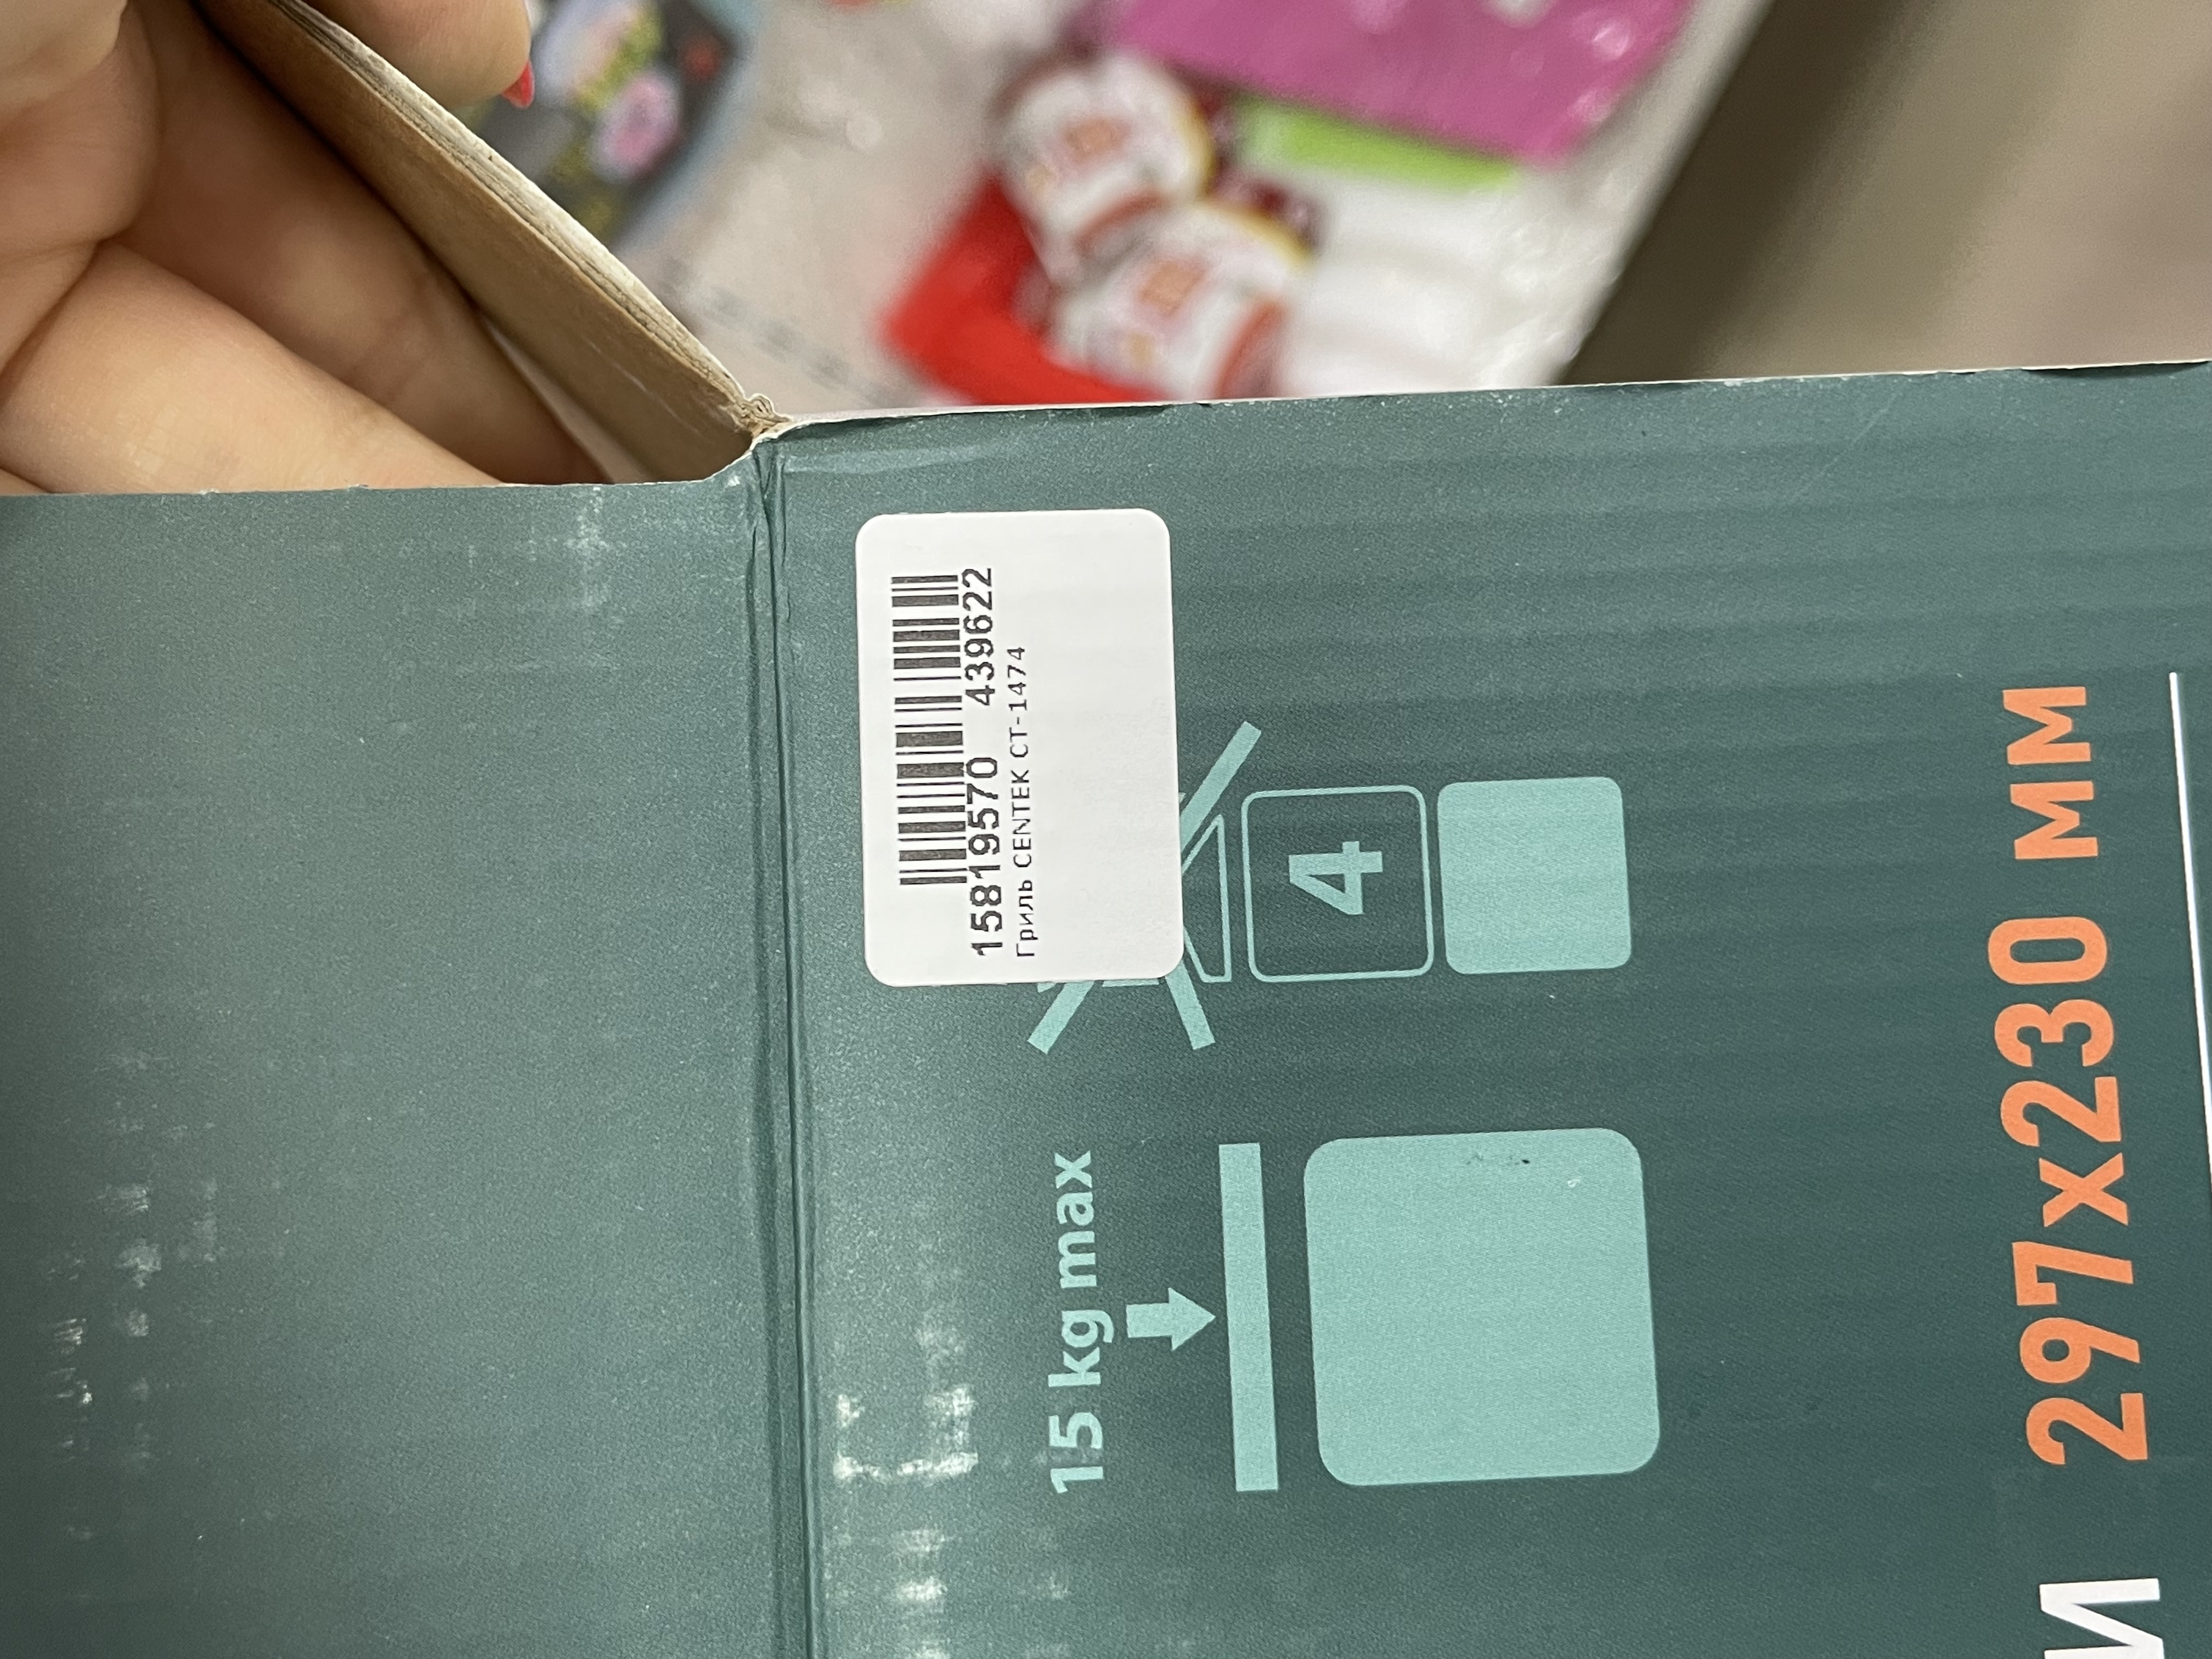 15819570 439622
Гриль CENTEK CT-1474
4
15 kg max
297x230 мм